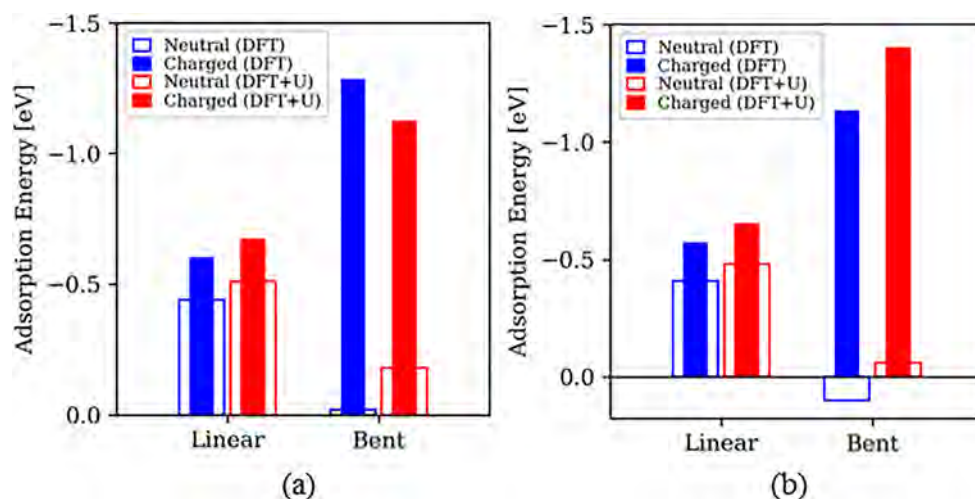 −1.5
−1.0
−0.5
0.0
Adsorption Energy [eV]
Neutral (DFT)
Charged (DFT)
Neutral (DFT+U)
Charged (DFT+U)
Linear
Bent
(a)
−1.5
−1.0
−0.5
0.0
Adsorption Energy [eV]
Neutral (DFT)
Charged (DFT)
Neutral (DFT+U)
Charged (DFT+U)
Linear
Bent
(b)